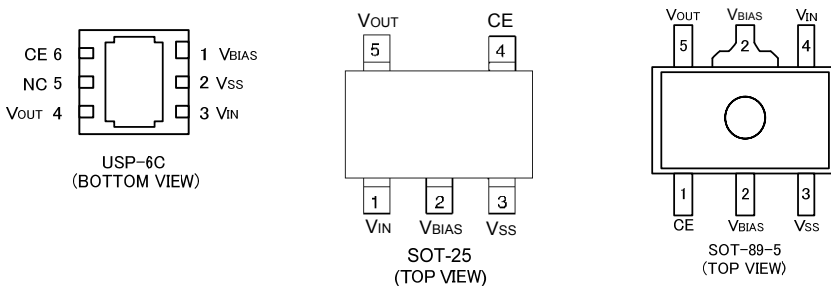 CE 6
1 VBIAS
NC 5
2 VSS
VOUT 4
3 VIN
USP-6C
(BOTTOM VIEW)
VOUT
CE
5
4
1
2
3
VIN
VBIAS
VSS
SOT-25
(TOP VIEW)
VOUT
VBIAS
VIN
5
2
4
1
2
3
CE
VBIAS
VSS
SOT-89-5
(TOP VIEW)